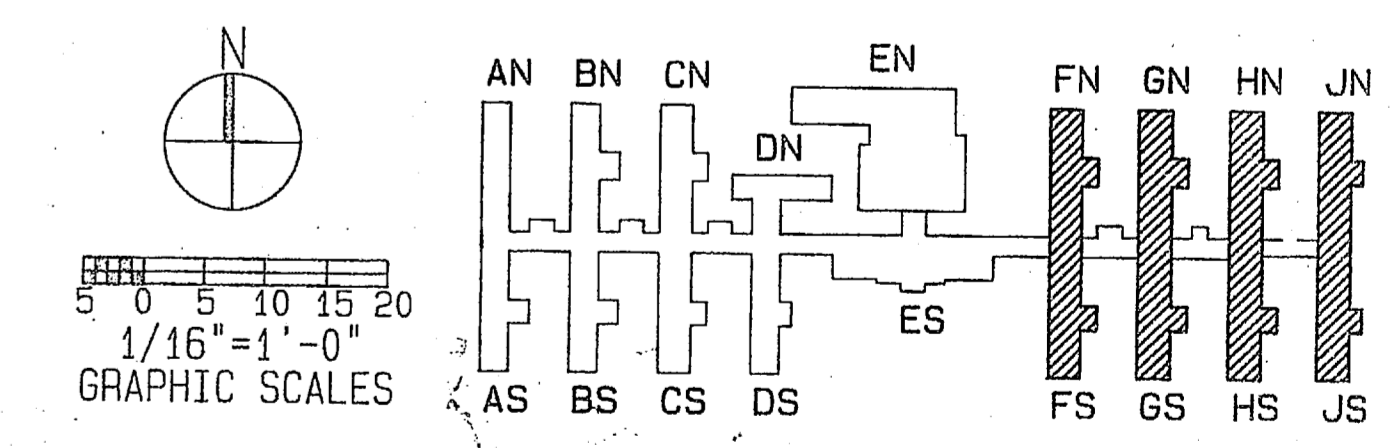 N
AN BN CN EN FN GN HN JN
DN
5 0 5 10 15 20
1/16"=1'-0"
GRAPHIC SCALES
ES
AS BS CS DS FS GS HS JS